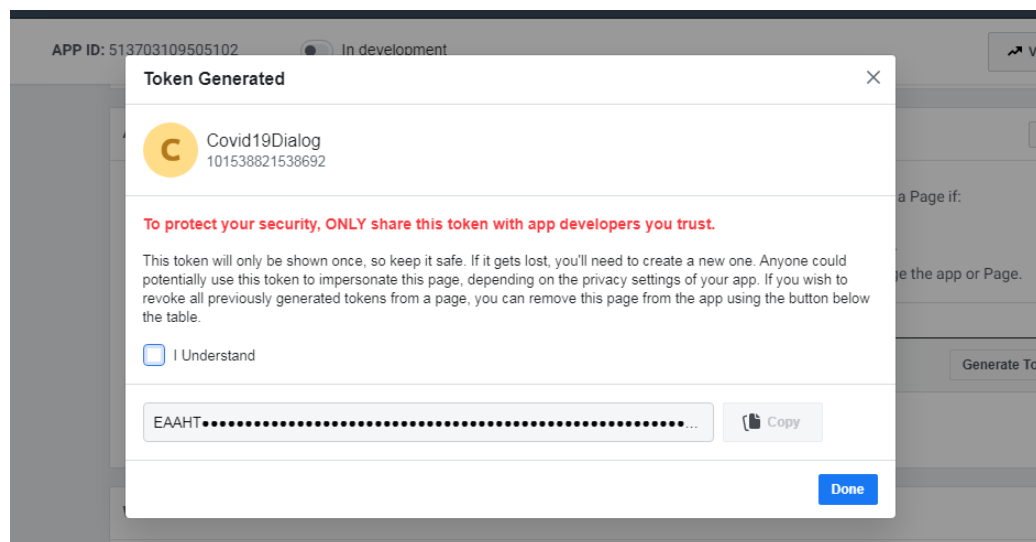 APP ID: 513703109505102 In development
Token Generated
C
Covid19Dialog
101538821538692
a Page if:
To protect your security, ONLY share this token with app developers you trust.
This token will only be shown once, so keep it safe. If it gets lost, you'll need to create a new one. Anyone could
potentially use this token to impersonate this page, depending on the privacy settings of your app. If you wish to
ge the app or Page.
revoke all previously generated tokens from a page, you can remove this page from the app using the button below
the table.
I Understand
Generate To
EAAHT••••••••••••••••••••••••••••••••••••••••••••••••••••••••... Copy
Done